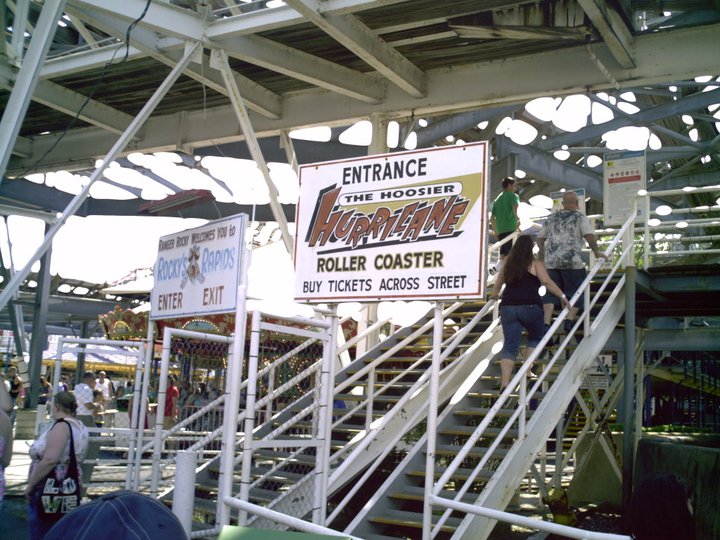 ENTRANCE
THE HOOSIER
HURRICANE
ROLLER COASTER
BUY TICKETS ACROSS STREET
RANGER ROCKY WELCOMES YOU TO
ROCKY'S RAPIDS
ENTER EXIT
LOVE